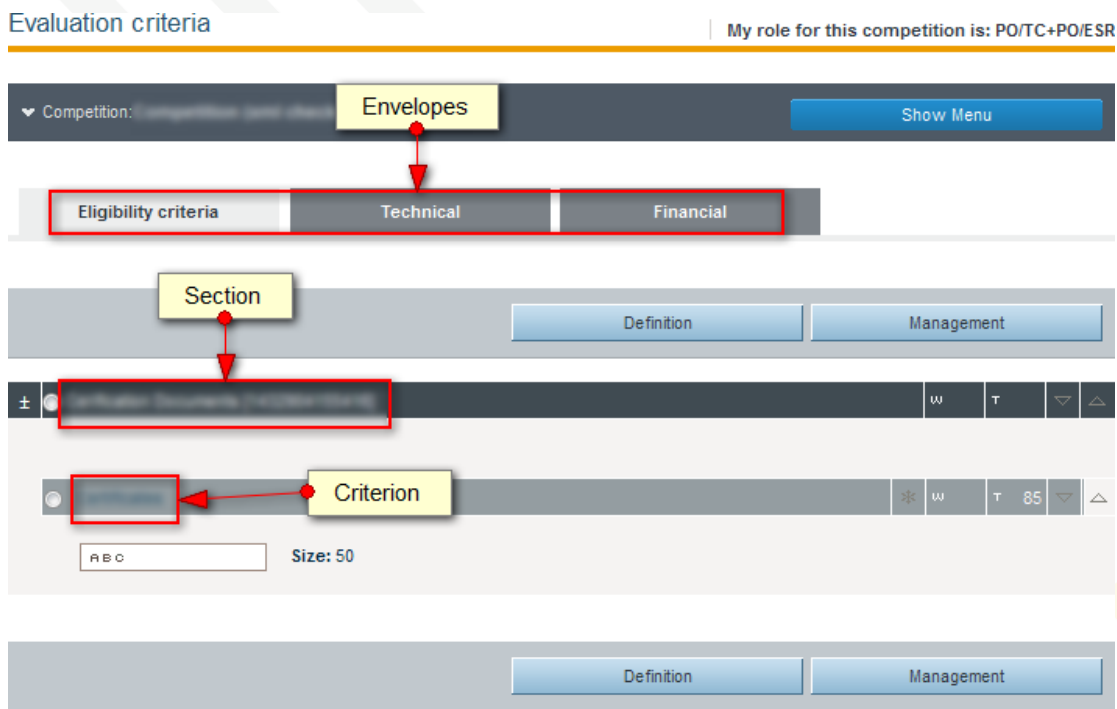 Evaluation criteria
My role for this competition is: PO/TC+PO/ESR
Competition:
Envelopes
Show Menu
Eligibility criteria Technical Financial
Section
Definition Management
± W T
Criterion
W T 85
ABC Size: 50
Definition Management